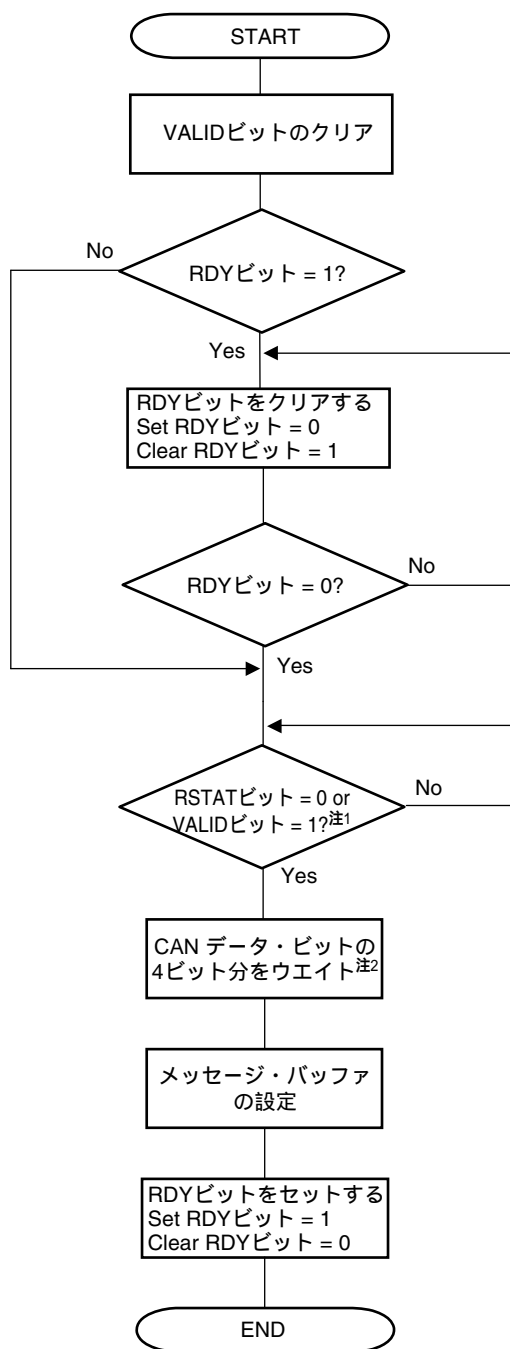 START
VALIDビットのクリア
No
RDYビット = 1?
Yes
RDYビットをクリアする
Set RDYビット = 0
Clear RDYビット = 1
RDYビット = 0?
No
Yes
RSTATビット = 0 or
VALIDビット = 1?注1
No
Yes
CAN データ・ビットの
4ビット分をウエイト注2
メッセージ・バッファ
の設定
RDYビットをセットする
Set RDYビット = 1
Clear RDYビット = 0
END